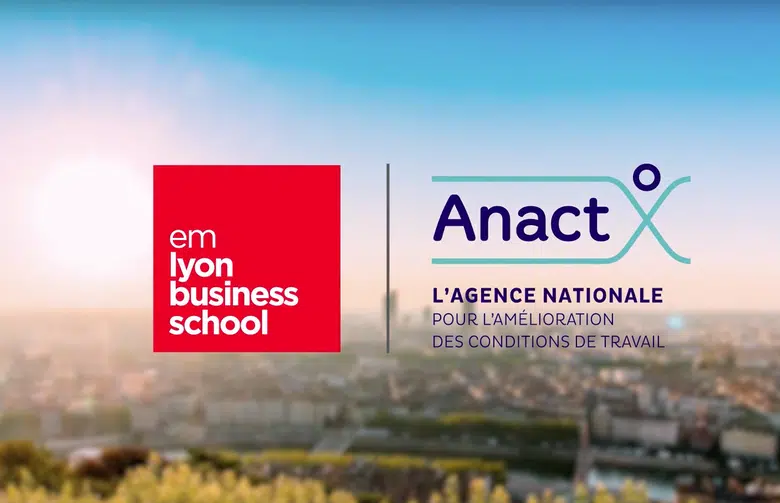 em
lyon
business
school
Anact
L'AGENCE NATIONALE
POUR L'AMÉLIORATION
DES CONDITIONS DE TRAVAIL